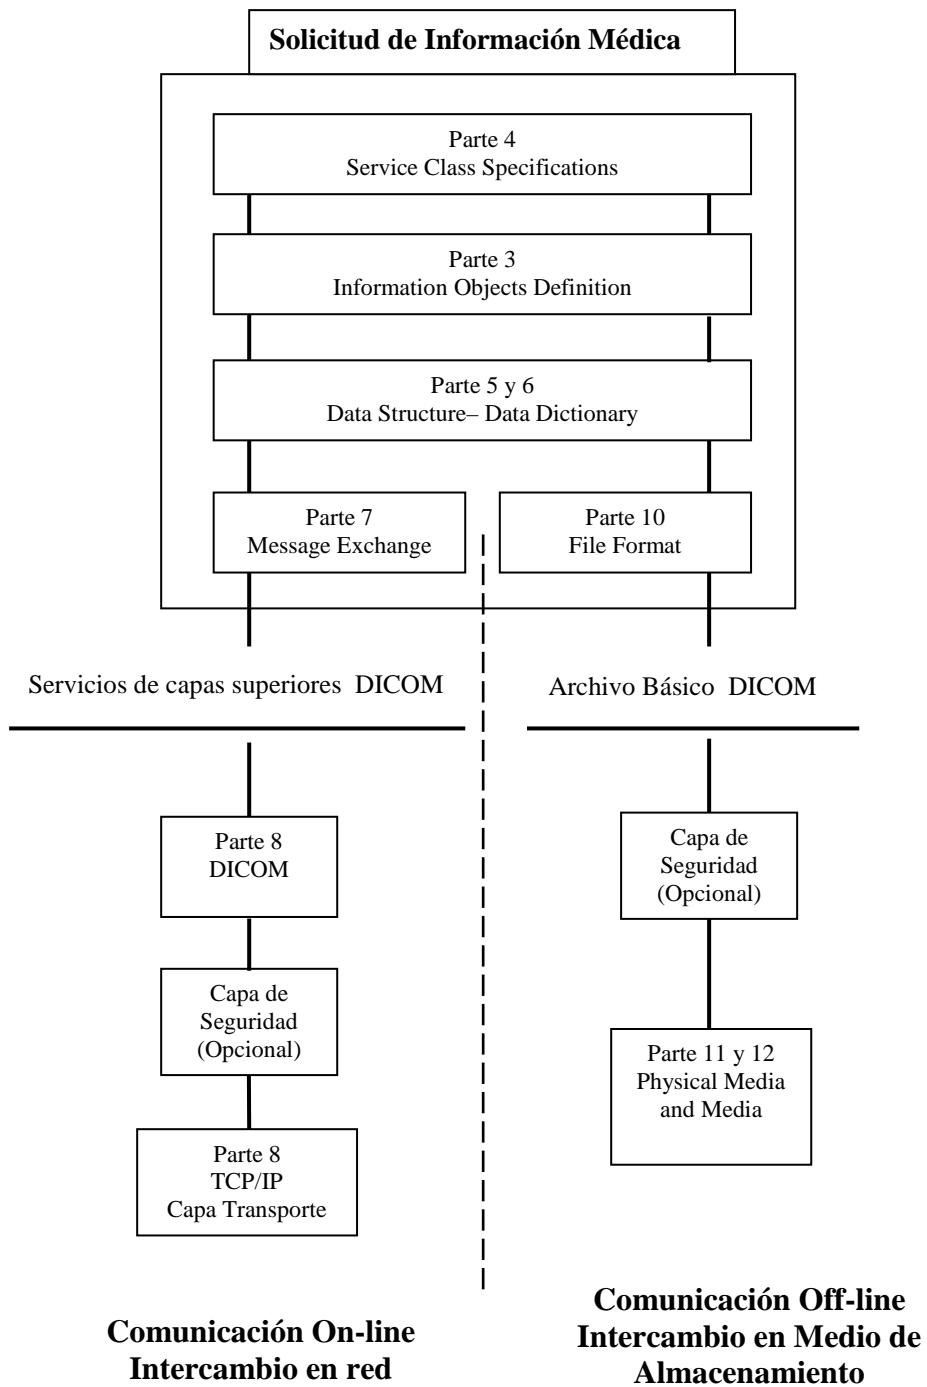 Solicitud de Información Médica
Parte 4
Service Class Specifications
Parte 3
Information Objects Definition
Parte 5 y 6
Data Structure– Data Dictionary
Parte 7
Message Exchange
Parte 10
File Format
Servicios de capas superiores DICOM
Archivo Básico DICOM
Parte 8
DICOM
Capa de
Seguridad
(Opcional)
Parte 8
TCP/IP
Capa Transporte
Capa de
Seguridad
(Opcional)
Parte 11 y 12
Physical Media
and Media
Comunicación On-line
Intercambio en red
Comunicación Off-line
Intercambio en Medio de
Almacenamiento